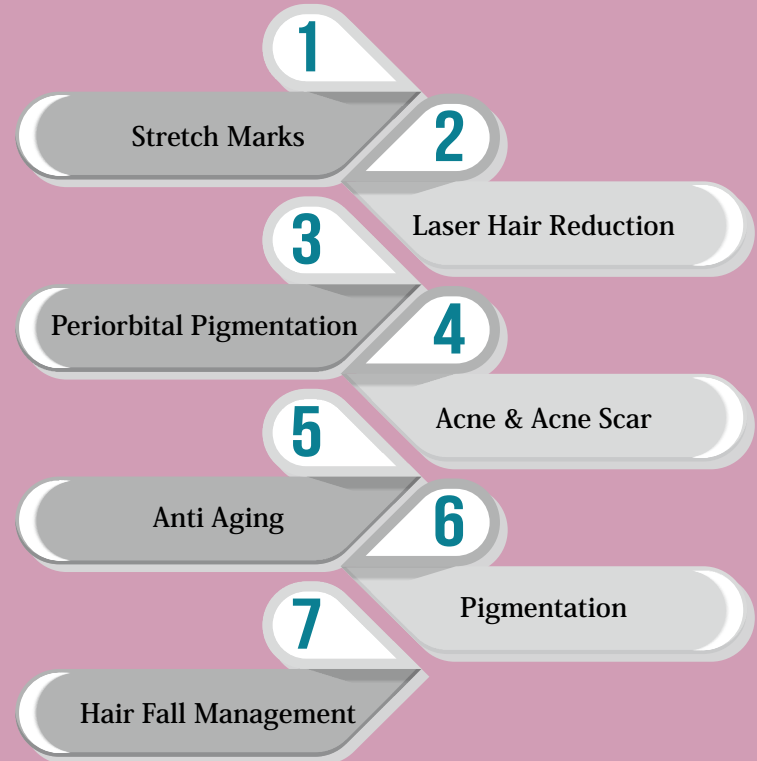 1
Stretch Marks
2
Laser Hair Reduction
3
Periorbital Pigmentation
4
Acne & Acne Scar
5
Anti Aging
6
Pigmentation
7
Hair Fall Management